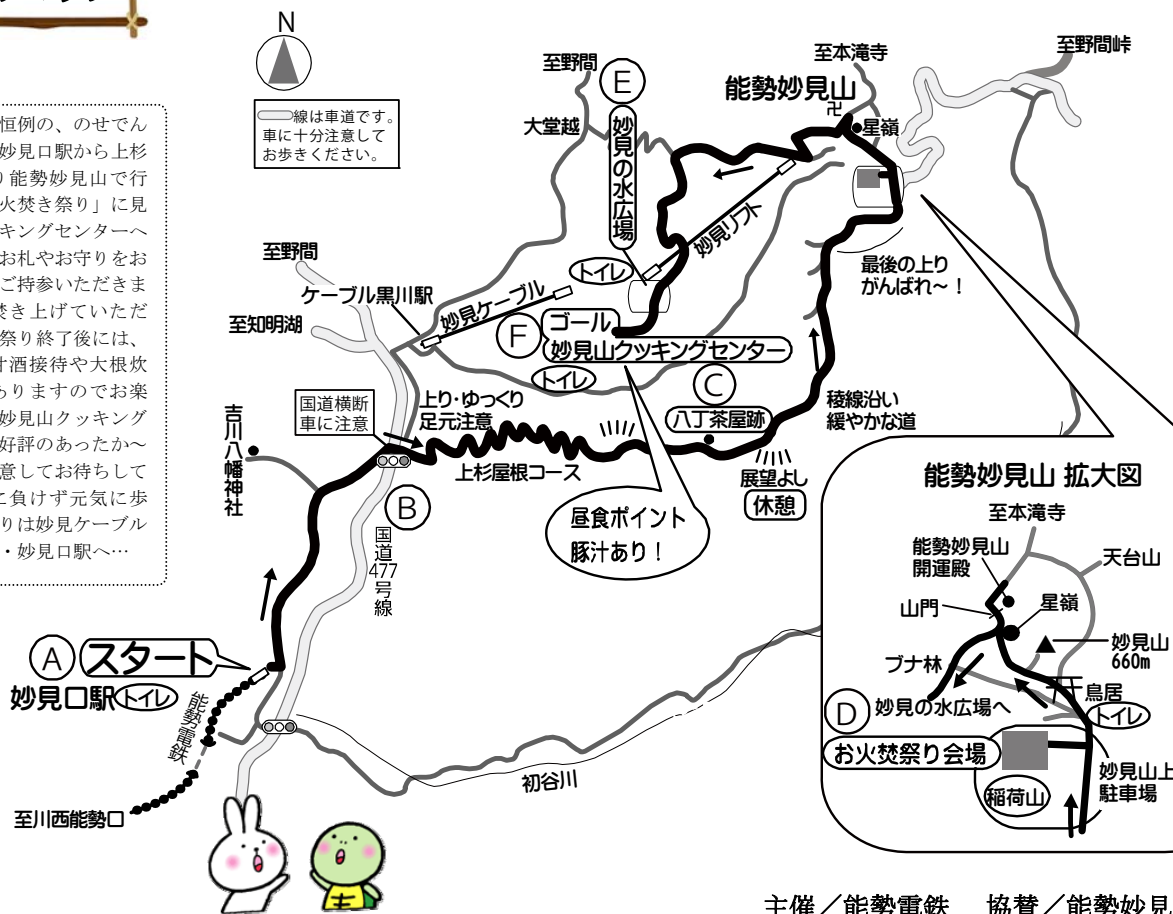 N
線は車道です。
車に十分注意して
お歩きください。
恒例の、のせでん
妙見口駅から上杉
り能勢妙見山で行
火焚き祭り」に見
キングセンターへ
お札やお守りをお
ご持参いただきま
焚き上げていただ
祭り終了後には、
甘酒接待や大根炊
ありますのでお楽
妙見山クッキング
好評のあったか～
意してお待ちして
に負けず元気に歩
りは妙見ケーブル
・妙見口駅へ…
至野間
E
妙見の水広場
大堂越
能勢妙見山
至本滝寺
卍
星嶺
至野間峠
至野間
ケーブル黒川駅
至知明湖
妙見ケーブル
トイレ
妙見リフト
最後の上り
がんばれ～！
F
ゴール
妙見山クッキングセンター
トイレ
C
八丁茶屋跡
稜線沿い
緩やかな道
国道横断
車に注意
上り・ゆっくり
足元注意
上杉屋根コース
展望よし
休憩
吉川八幡神社
B
国道
477
号線
昼食ポイント
豚汁あり！
A
スタート
妙見口駅
トイレ
能勢電鉄
至川西能勢口
初谷川
能勢妙見山 拡大図
至本滝寺
能勢妙見山
開運殿
天台山
山門
星嶺
妙見山
660m
ブナ林
鳥居
トイレ
D
妙見の水広場へ
お火焚祭り会場
稲荷山
妙見山上
駐車場
主催／能勢電鉄 協賛／能勢妙見